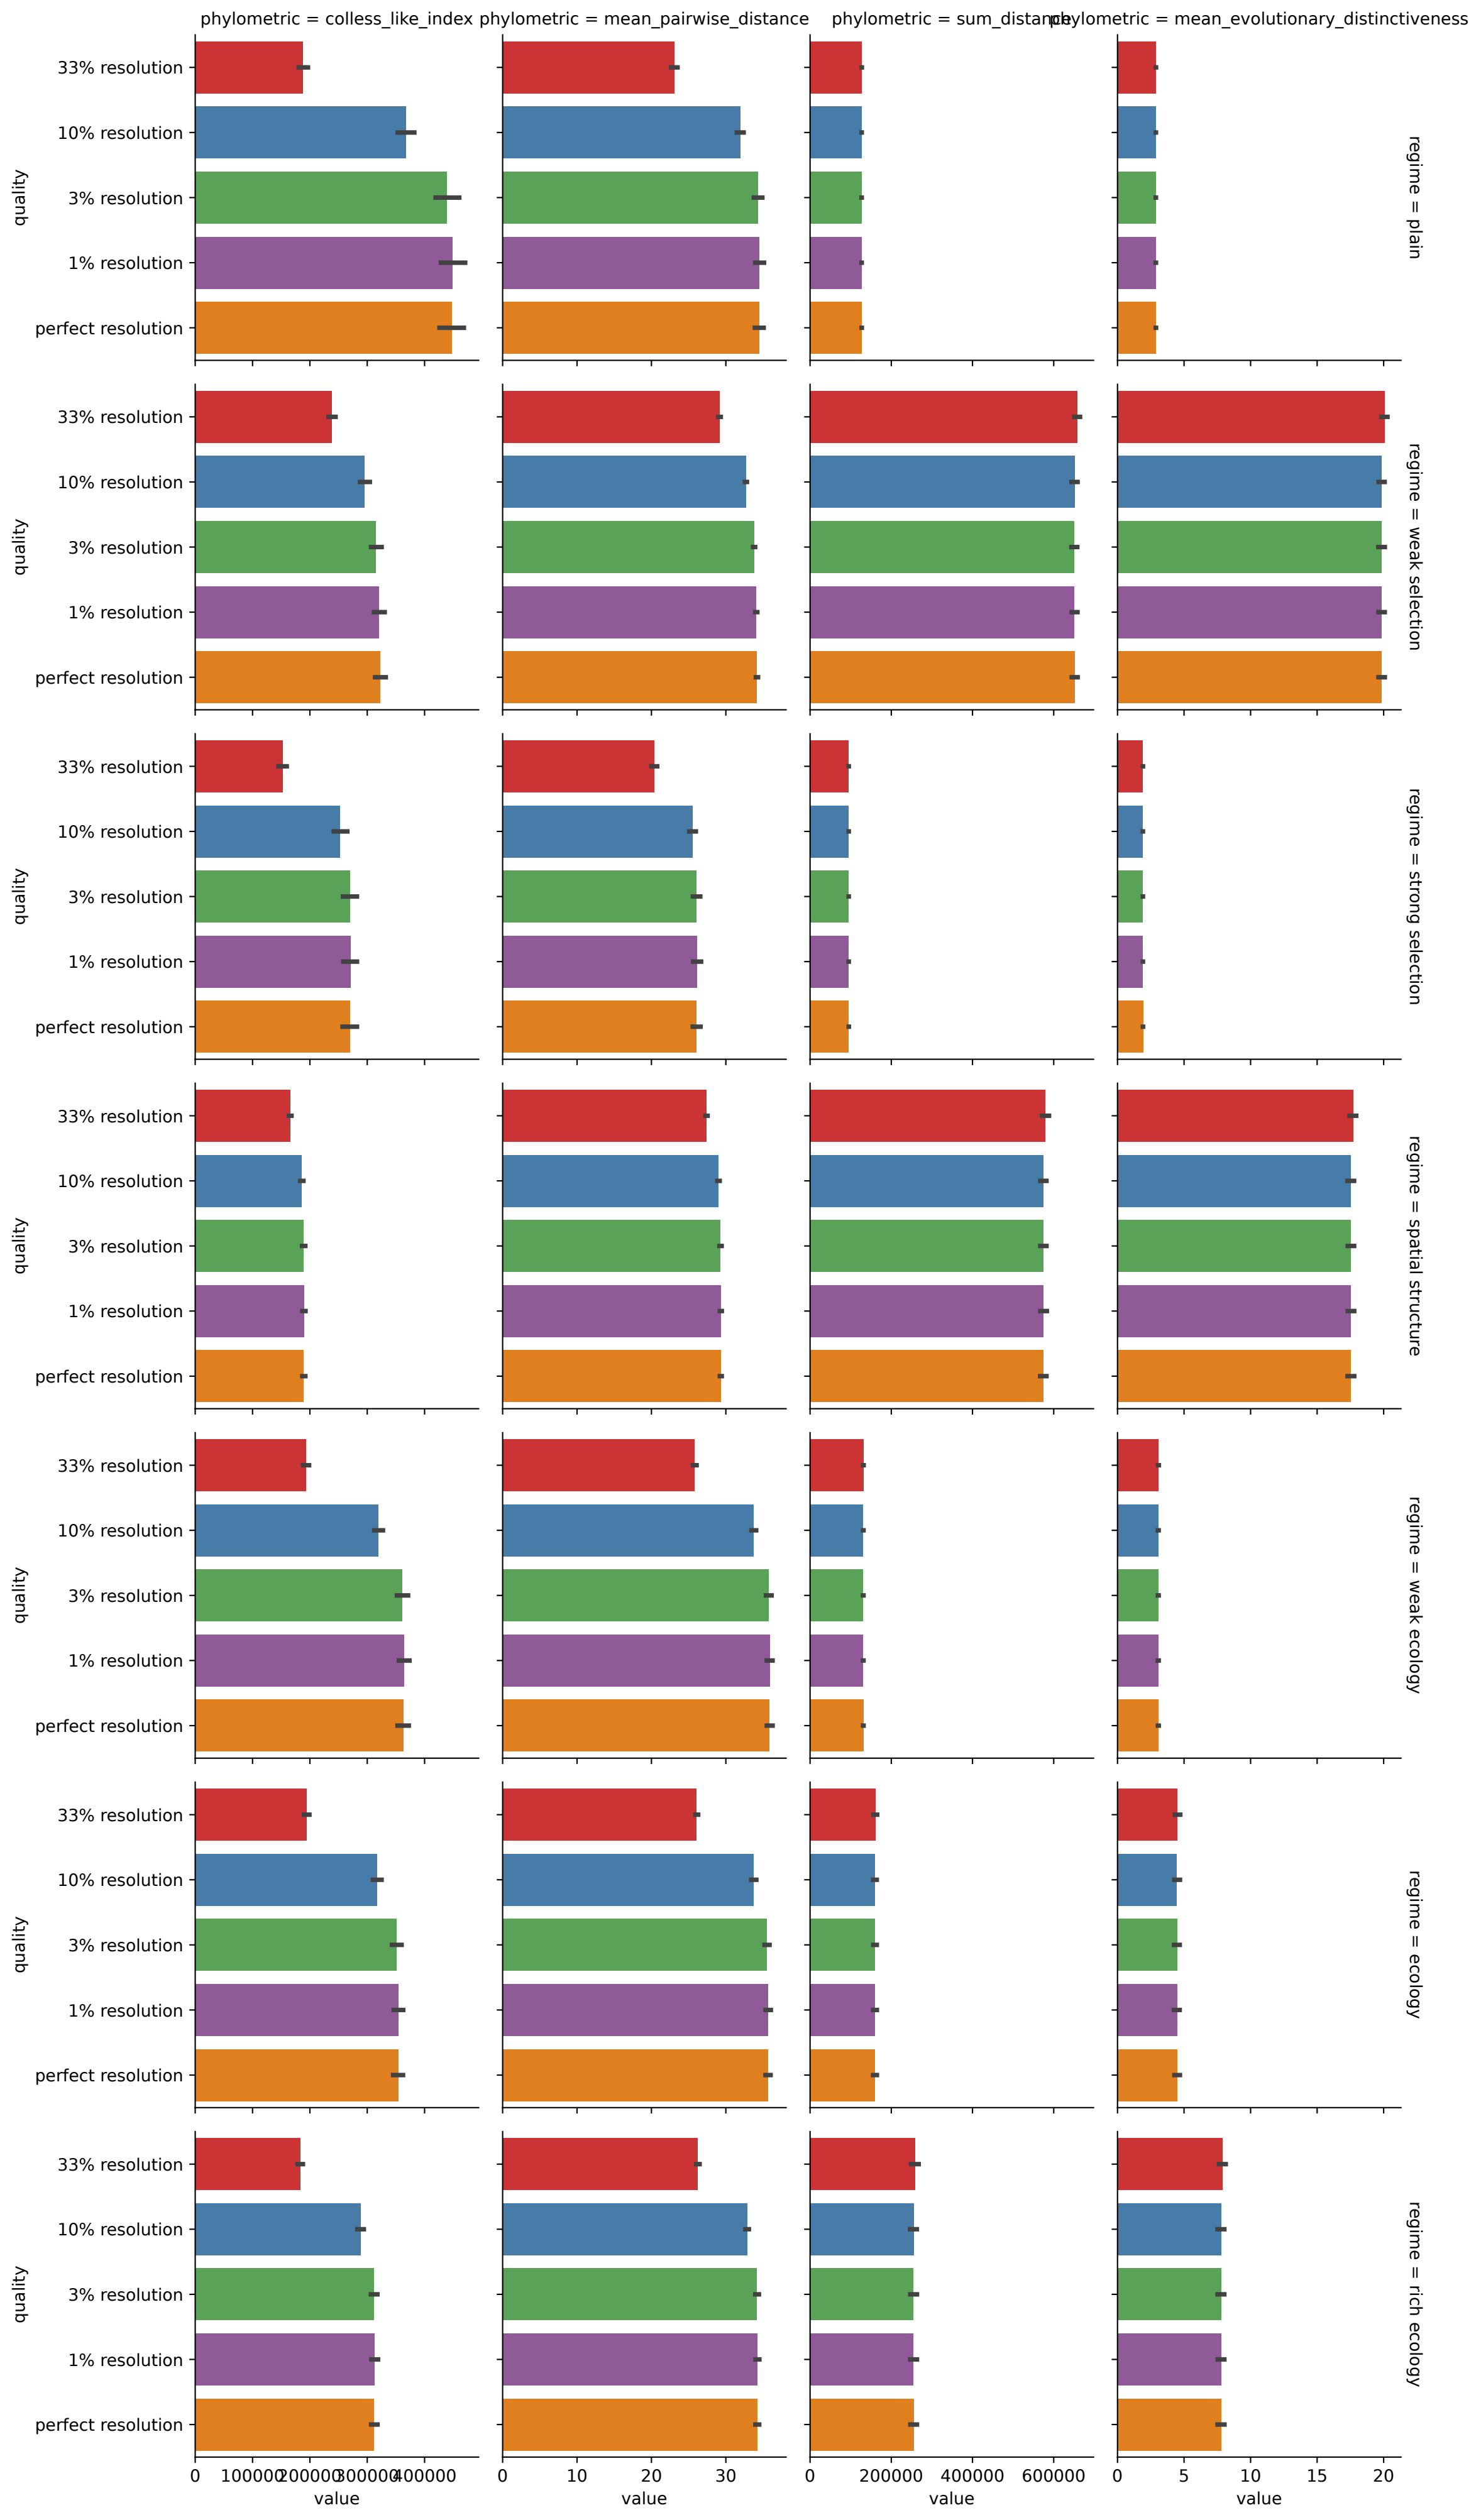 phylometric = colless_like_index
phylometric = mean_pairwise_distance
phylometric = sum_distance
phylometric = mean_evolutionary_distinctiveness
quality
33% resolution
10% resolution
3% resolution
1% resolution
perfect resolution
regime = plain
quality
33% resolution
10% resolution
3% resolution
1% resolution
perfect resolution
regime = weak selection
quality
33% resolution
10% resolution
3% resolution
1% resolution
perfect resolution
regime = strong selection
quality
33% resolution
10% resolution
3% resolution
1% resolution
perfect resolution
regime = spatial structure
quality
33% resolution
10% resolution
3% resolution
1% resolution
perfect resolution
regime = weak ecology
quality
33% resolution
10% resolution
3% resolution
1% resolution
perfect resolution
regime = ecology
quality
33% resolution
10% resolution
3% resolution
1% resolution
perfect resolution
regime = rich ecology
0 100000 200000 300000 400000
value
0 10 20 30
value
0 200000 400000 600000
value
0 5 10 15 20
value